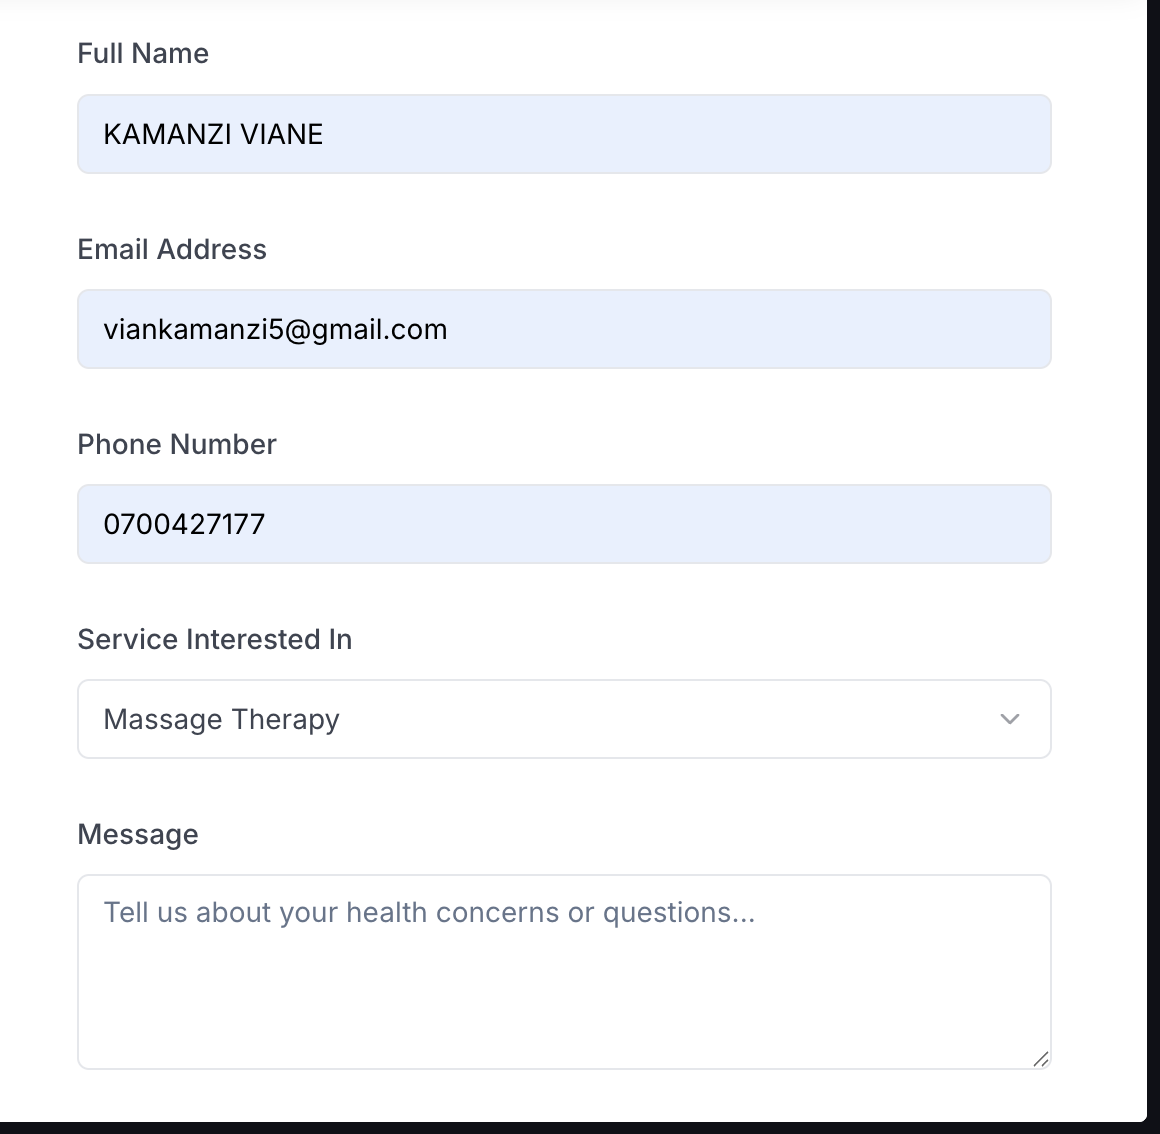 Full Name
KAMANZI VIANE
Email Address
viankamanzi5@gmail.com
Phone Number
0700427177
Service Interested In
Massage Therapy
Message
Tell us about your health concerns or questions...